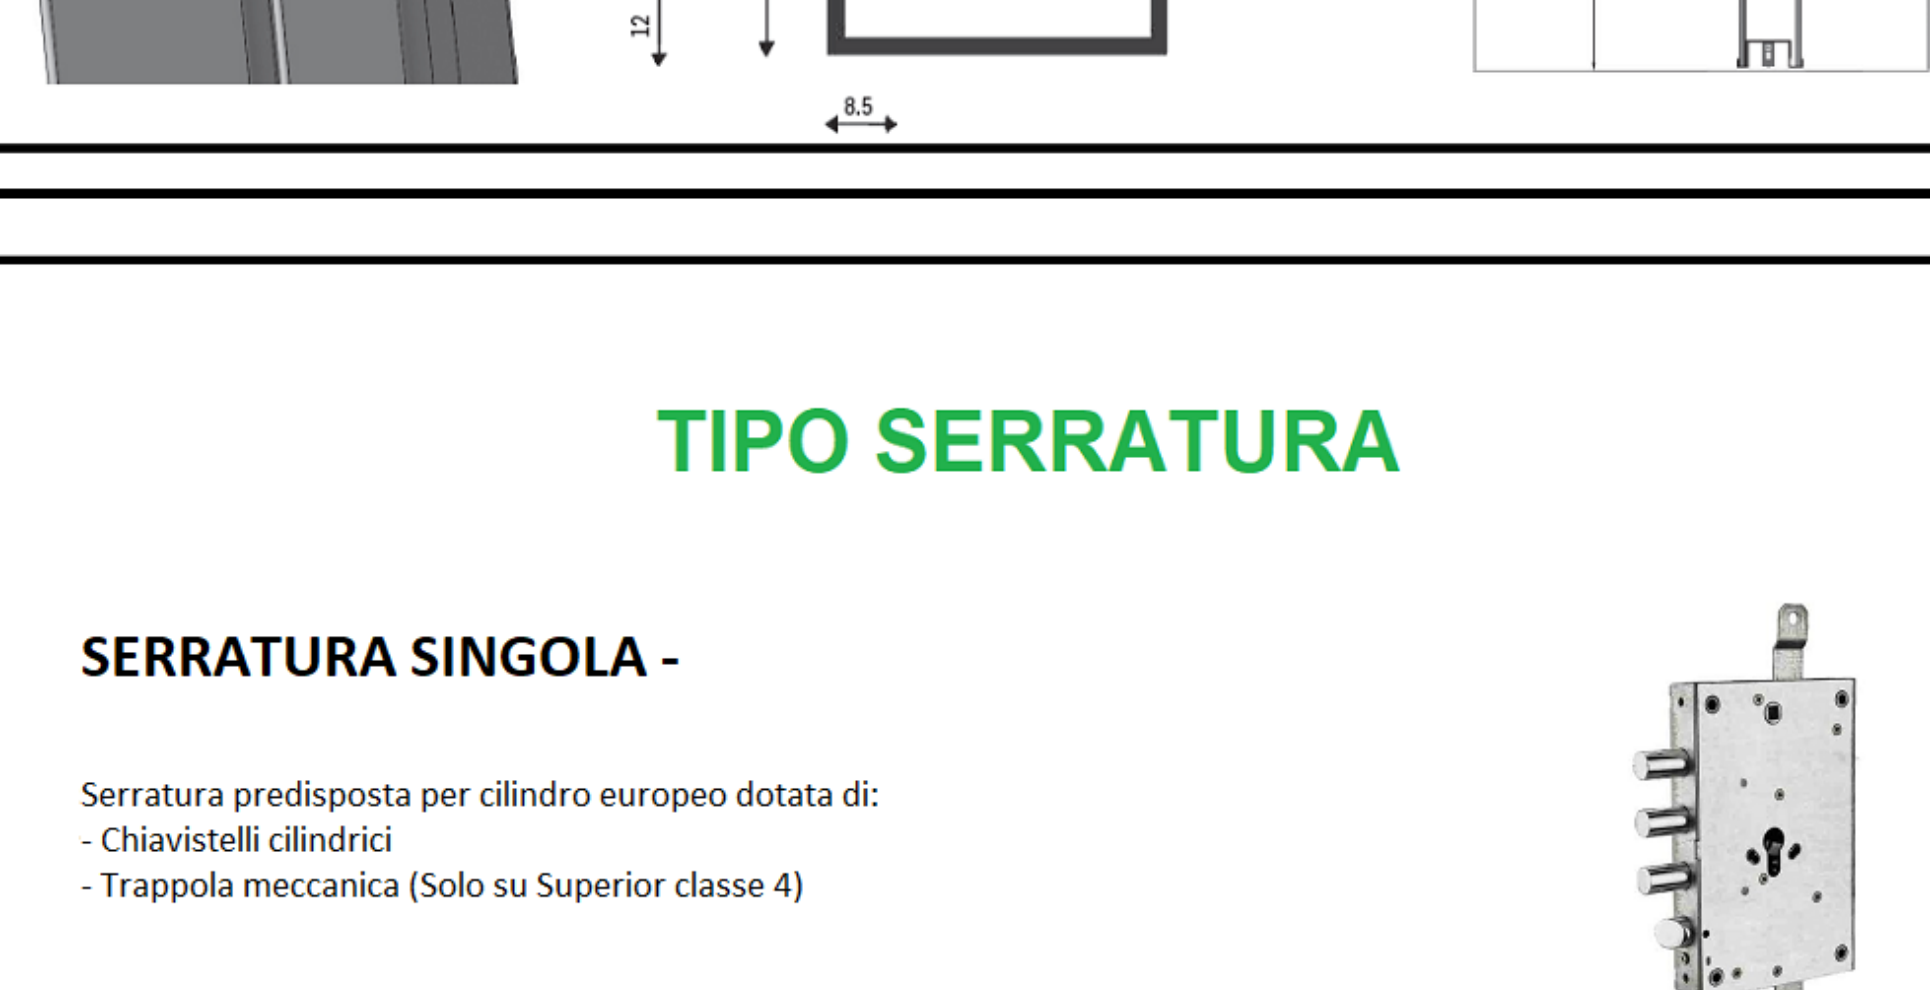 12
8.5
TIPO SERRATURA
SERRATURA SINGOLA -
Serratura predisposta per cilindro europeo dotata di:
- Chiavistelli cilindrici
- Trappola meccanica (Solo su Superior classe 4)